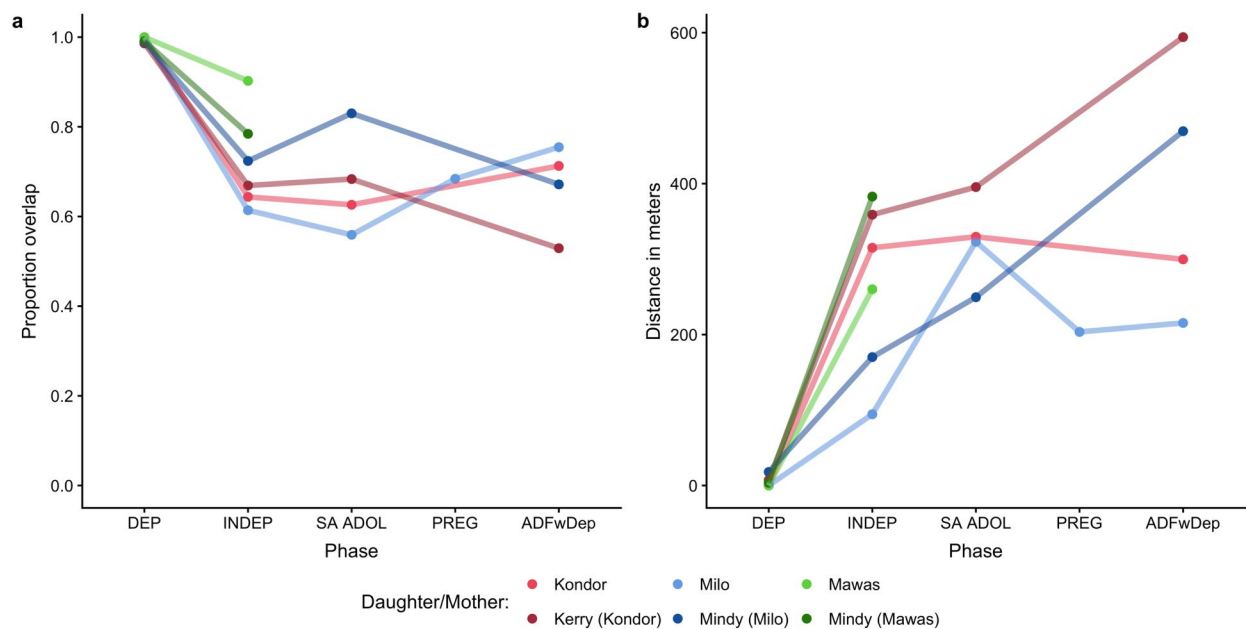 a
1.0
0.8
0.6
0.4
0.2
0.0
Proportion overlap
DEP INDEP SA ADOL PREG ADFwDep
Phase
b
600
400
200
0
Distance in meters
DEP INDEP SA ADOL PREG ADFwDep
Phase
Daughter/Mother:
Kondor Milo Mawas
Kerry (Kondor) Mindy (Milo) Mindy (Mawas)